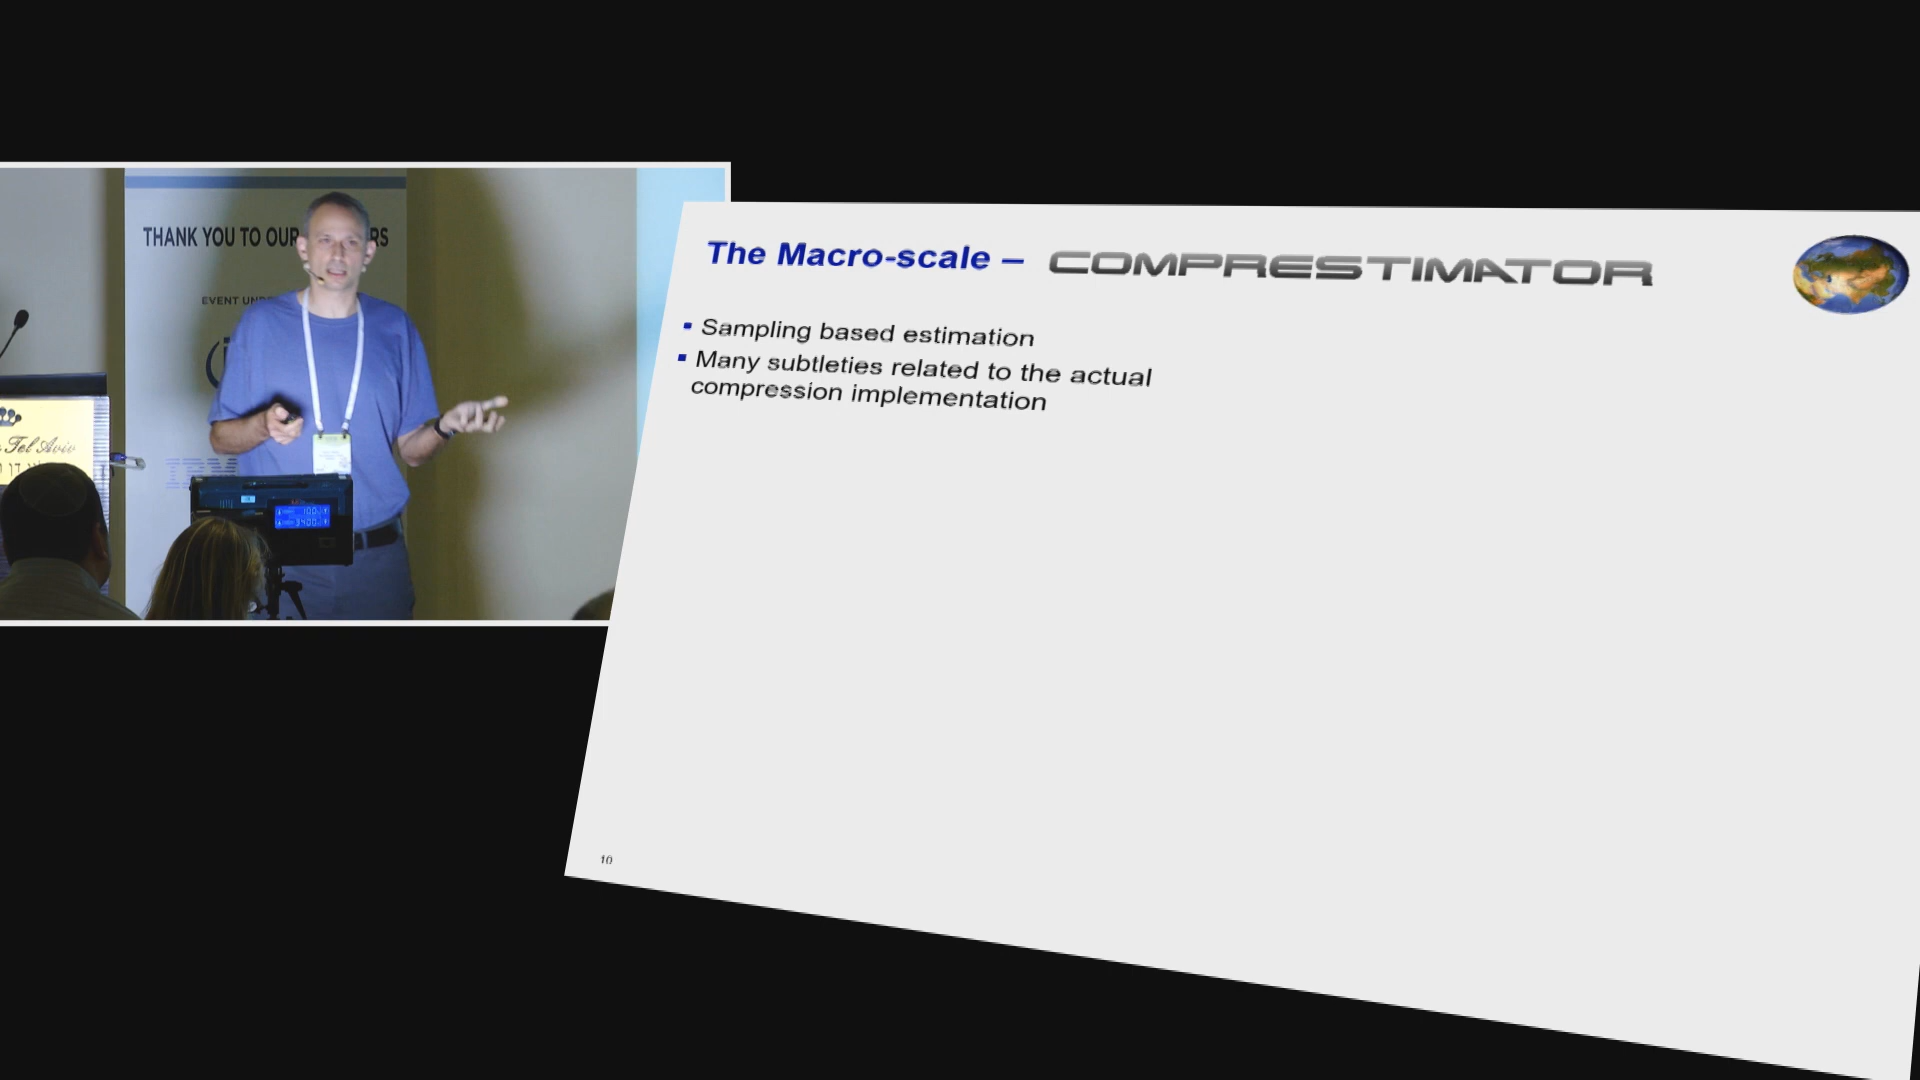 THANK YOU TO OUR RS
EVENT UND
IBM
Tel Aviv
The Macro-scale – COMPRESTIMATOR
▪ Sampling based estimation
▪ Many subtleties related to the actual
compression implementation
10